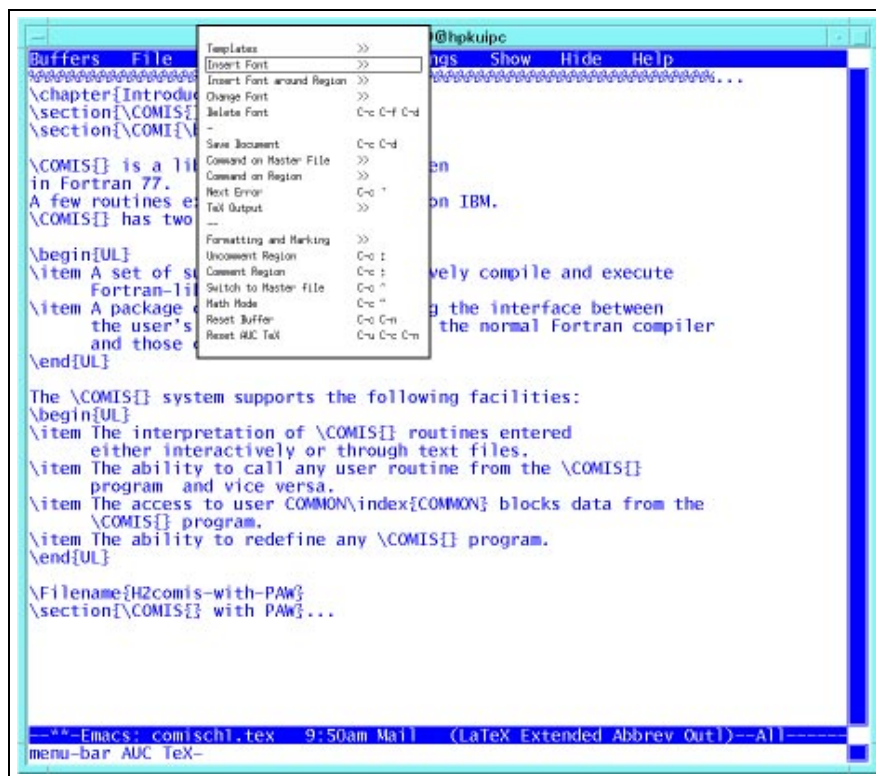 @hpkuipc
Buffers File ngs Show Hide Help
Templates >>
Insert Font >>
Insert Font around Region >>
Change Font >>
Delete Font C-c C-f C-d
-
Save Document C-c C-d
Command on Master File >>
Command on Region >>
Next Error C-c `
TeX Output >>
--
Formatting and Marking >>
Uncomment Region C-c :
Comment Region C-c ;
Switch to Master file C-c ^
Math Mode C-c ~
Reset Buffer C-c C-n
Reset AUC TeX C-u C-c C-n
\chapter{Introduc
\section{\COMIS{}
\section{\COMI{\
\COMIS{} is a li en
in Fortran 77.
A few routines e on IBM.
\COMIS{} has two
\begin{UL}
\item A set of su vely compile and execute
Fortran-li
\item A package g the interface between
the user's the normal Fortran compiler
and those
\end{UL}
The \COMIS{} system supports the following facilities:
\begin{UL}
\item The interpretation of \COMIS{} routines entered
either interactively or through text files.
\item The ability to call any user routine from the \COMIS{}
program and vice versa.
\item The access to user COMMON\index{COMMON} blocks data from the
\COMIS{} program.
\item The ability to redefine any \COMIS{} program.
\end{UL}
\Filename{H2comis-with-PAW}
\section{\COMIS{} with PAW}...
--**-Emacs: comisch1.tex 9:50am Mail (LaTeX Extended Abbrev Outl)--All------
menu-bar AUC TeX-